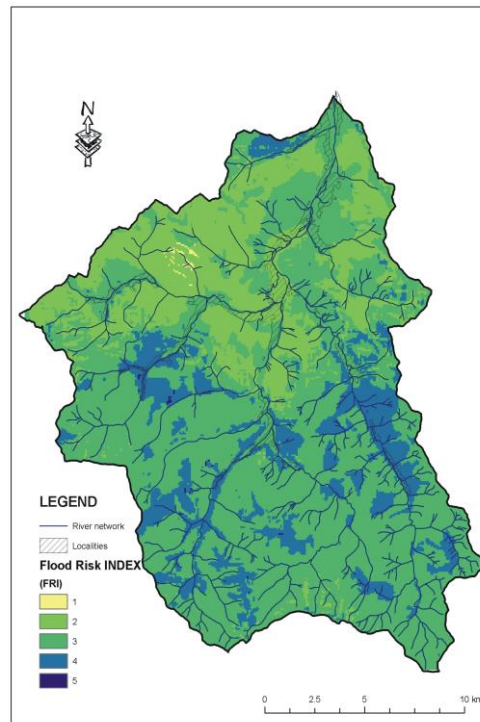 N
LEGEND
River network
Localities
Flood Risk INDEX
(FRI)
1
2
3
4
5
0 2.5 5 10 km